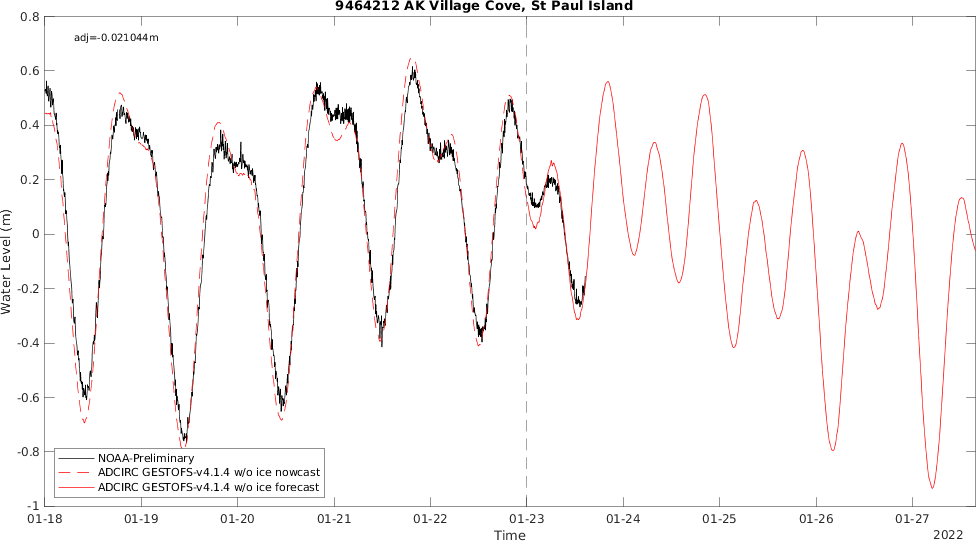 9464212 AK Village Cove, St Paul Island
adj=-0.021044m
0.8
0.6
0.4
0.2
0
-0.2
-0.4
-0.6
-0.8
-1
Water Level (m)
NOAA-Preliminary
ADCIRC GESTOFS-v4.1.4 w/o ice nowcast
ADCIRC GESTOFS-v4.1.4 w/o ice forecast
01-18 01-19 01-20 01-21 01-22 01-23 01-24 01-25 01-26 01-27
Time
2022